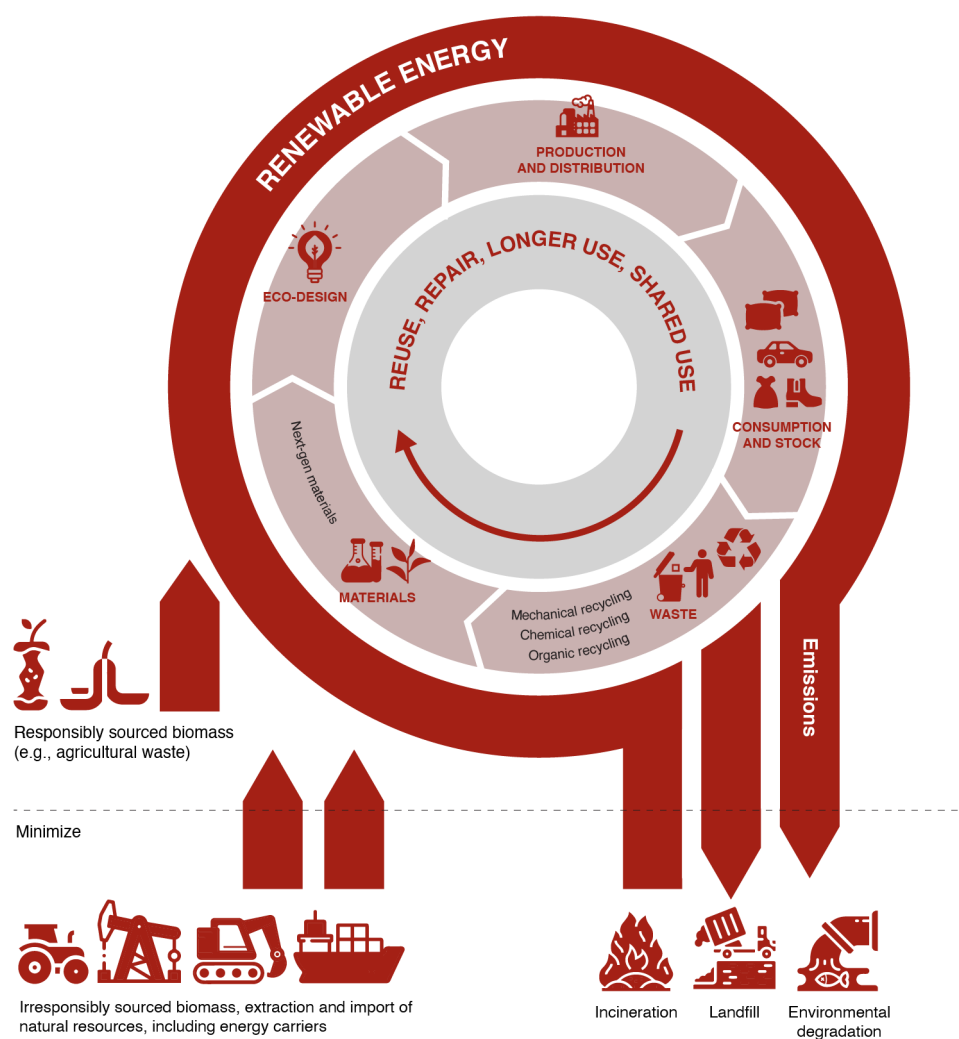 RENEWABLE ENERGY
PRODUCTION
AND DISTRIBUTION
ECO-DESIGN
REUSE, REPAIR, LONGER USE, SHARED USE
CONSUMPTION
AND STOCK
Next-gen materials
MATERIALS
Mechanical recycling
Chemical recycling
Organic recycling
WASTE
Emissions
Responsibly sourced biomass
(e.g., agricultural waste)
Minimize
Irresponsibly sourced biomass, extraction and import of
natural resources, including energy carriers
Incineration
Landfill
Environmental
degradation